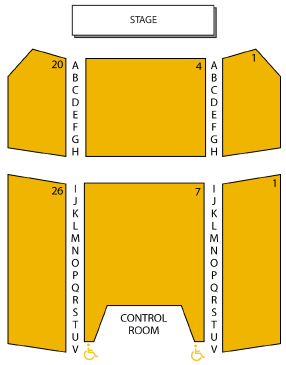 STAGE
20 4 1
A A
B B
C C
D D
E E
F F
G G
H H
26 7 1
I I
J J
K K
L L
M M
N N
O O
P P
Q Q
R R
S S
T T
U U
V V
CONTROL
ROOM